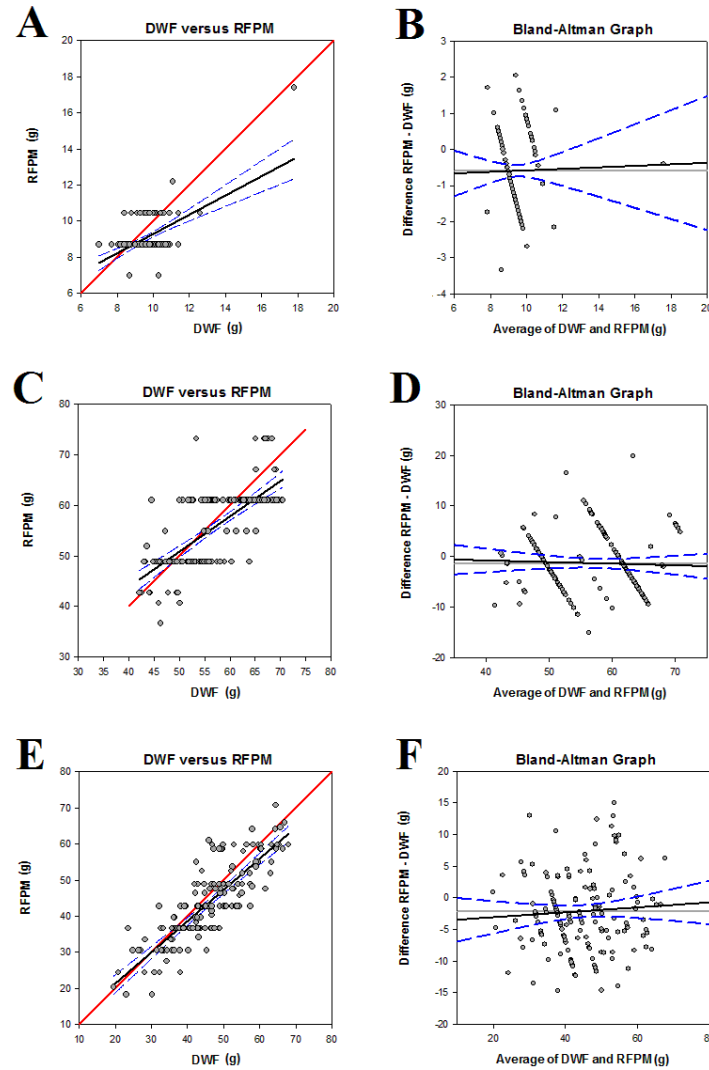 A
DWF versus RFPM
20
18
16
14
12
10
8
6
RFPM (g)
6 8 10 12 14 16 18 20
DWF (g)
B
Bland-Altman Graph
3
2
1
0
-1
-2
-3
-4
Difference RPFM - DWF (g)
6 8 10 12 14 16 18 20
Average of DWF and RFPM (g)
C
DWF versus RFPM
80
70
60
50
40
30
RFPM (g)
30 35 40 45 50 55 60 65 70 75 80
DWF (g)
D
Bland-Altman Graph
30
20
10
0
-10
-20
Difference RPFM - DWF (g)
40 50 60 70
Average of DWF and RFPM (g)
E
DWF versus RFPM
80
70
60
50
40
30
20
10
RFPM (g)
10 20 30 40 50 60 70 80
DWF (g)
F
Bland-Altman Graph
20
15
10
5
0
-5
-10
-15
-20
Difference RPFM - DWF (g)
20 40 60
Average of DWF and RFPM (g)